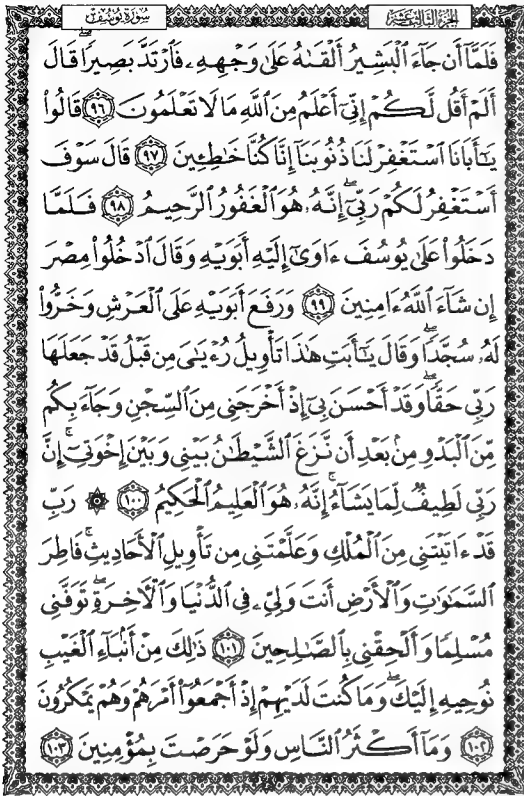 الجزء الثالث عشر
سورة يوسف
فَلَمَّآ أَن جَآءَ ٱلۡبَشِيرُ أَلۡقَىٰهُ عَلَىٰ وَجۡهِهِۦ فَٱرۡتَدَّ بَصِيرٗاۖ قَالَ
أَلَمۡ أَقُل لَّكُمۡ إِنِّيٓ أَعۡلَمُ مِنَ ٱللَّهِ مَا لَا تَعۡلَمُونَ ٩٦ قَالُواْ
يَٰٓأَبَانَا ٱسۡتَغۡفِرۡ لَنَا ذُنُوبَنَآ إِنَّا كُنَّا خَٰطِـِٔينَ ٩٧ قَالَ سَوۡفَ
أَسۡتَغۡفِرُ لَكُمۡ رَبِّيٓۖ إِنَّهُۥ هُوَ ٱلۡغَفُورُ ٱلرَّحِيمُ ٩٨ فَلَمَّا
دَخَلُواْ عَلَىٰ يُوسُفَ ءَاوَىٰٓ إِلَيۡهِ أَبَوَيۡهِ وَقَالَ ٱدۡخُلُواْ مِصۡرَ
إِن شَآءَ ٱللَّهُ ءَامِنِينَ ٩٩ وَرَفَعَ أَبَوَيۡهِ عَلَى ٱلۡعَرۡشِ وَخَرُّواْ
لَهُۥ سُجَّدٗاۖ وَقَالَ يَٰٓأَبَتِ هَٰذَا تَأۡوِيلُ رُءۡيَٰيَ مِن قَبۡلُ قَدۡ جَعَلَهَا
رَبِّي حَقّٗاۖ وَقَدۡ أَحۡسَنَ بِيٓ إِذۡ أَخۡرَجَنِي مِنَ ٱلسِّجۡنِ وَجَآءَ بِكُم
مِّنَ ٱلۡبَدۡوِ مِنۢ بَعۡدِ أَن نَّزَغَ ٱلشَّيۡطَٰنُ بَيۡنِي وَبَيۡنَ إِخۡوَتِيٓۚ إِنَّ
رَبِّي لَطِيفٞ لِّمَا يَشَآءُۚ إِنَّهُۥ هُوَ ٱلۡعَلِيمُ ٱلۡحَكِيمُ ١٠٠ ۞ رَبِّ
قَدۡ ءَاتَيۡتَنِي مِنَ ٱلۡمُلۡكِ وَعَلَّمۡتَنِي مِن تَأۡوِيلِ ٱلۡأَحَادِيثِۚ فَاطِرَ
ٱلسَّمَٰوَٰتِ وَٱلۡأَرۡضِ أَنتَ وَلِيِّۦ فِي ٱلدُّنۡيَا وَٱلۡأٓخِرَةِۖ تَوَفَّنِي
مُسۡلِمٗا وَأَلۡحِقۡنِي بِٱلصَّٰلِحِينَ ١٠١ ذَٰلِكَ مِنۡ أَنۢبَآءِ ٱلۡغَيۡبِ
نُوحِيهِ إِلَيۡكَۖ وَمَا كُنتَ لَدَيۡهِمۡ إِذۡ أَجۡمَعُوٓاْ أَمۡرَهُمۡ وَهُمۡ يَمۡكُرُونَ
١٠٢ وَمَآ أَكۡثَرُ ٱلنَّاسِ وَلَوۡ حَرَصۡتَ بِمُؤۡمِنِينَ ١٠٣